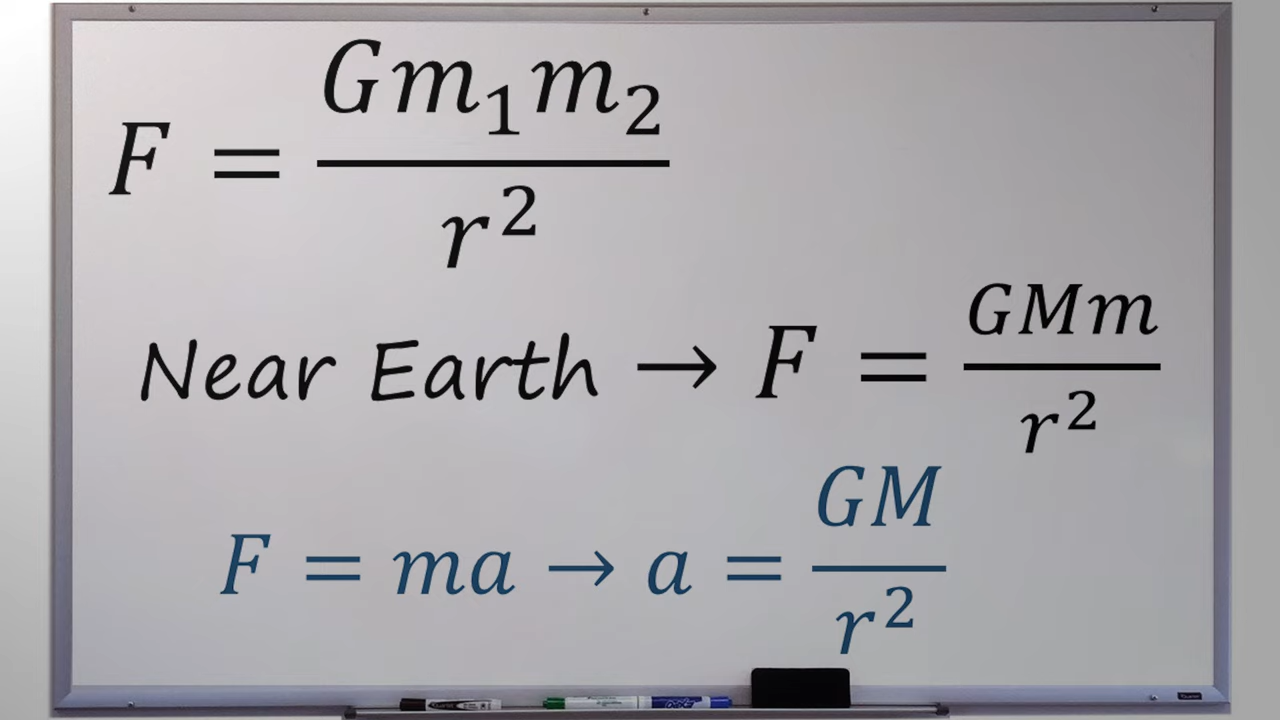 F = Gm₁m₂ / r²
Near Earth → F = GMm / r²
F = ma → a = GM / r²